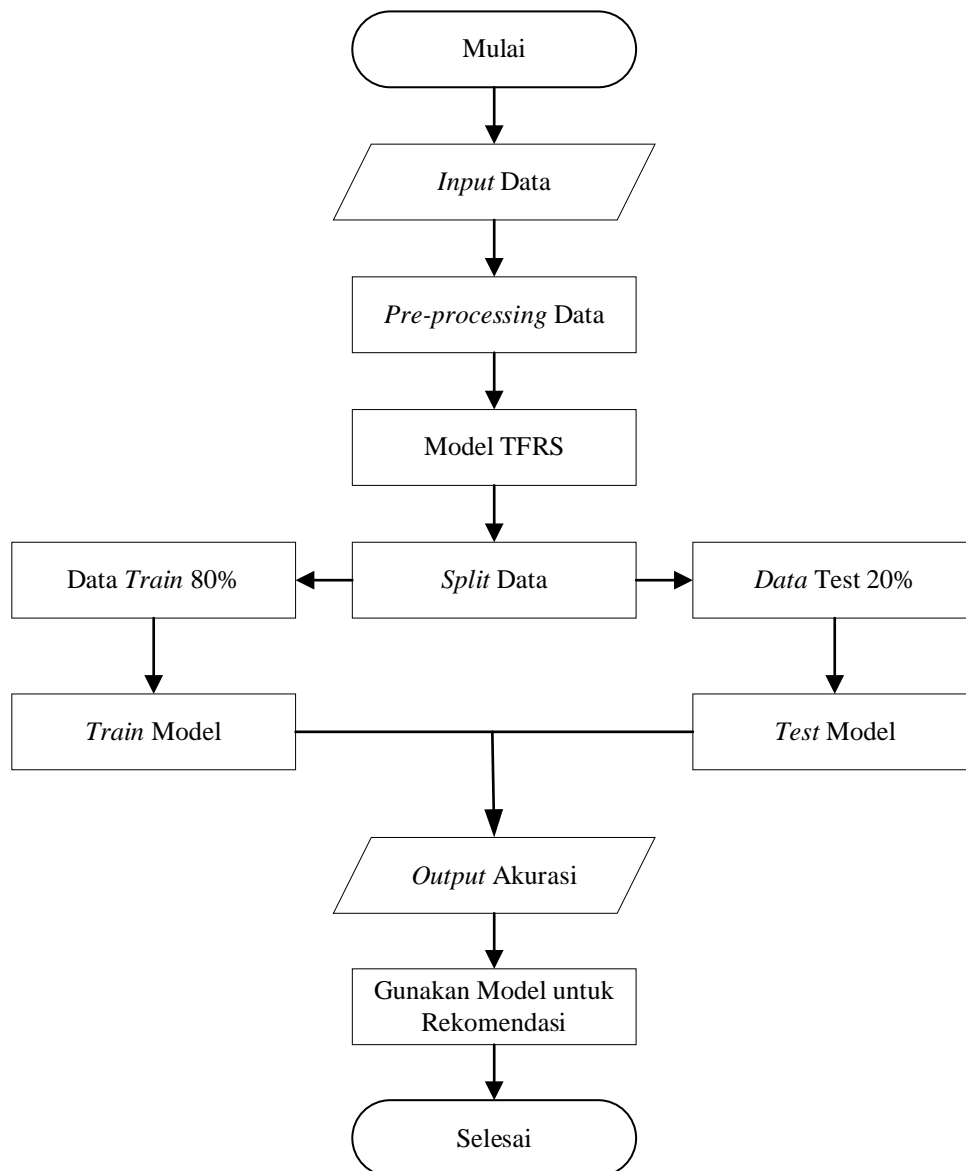 Mulai
Input Data
Pre-processing Data
Model TFRS
Data Train 80%
Split Data
Data Test 20%
Train Model
Test Model
Output Akurasi
Gunakan Model untuk
Rekomendasi
Selesai